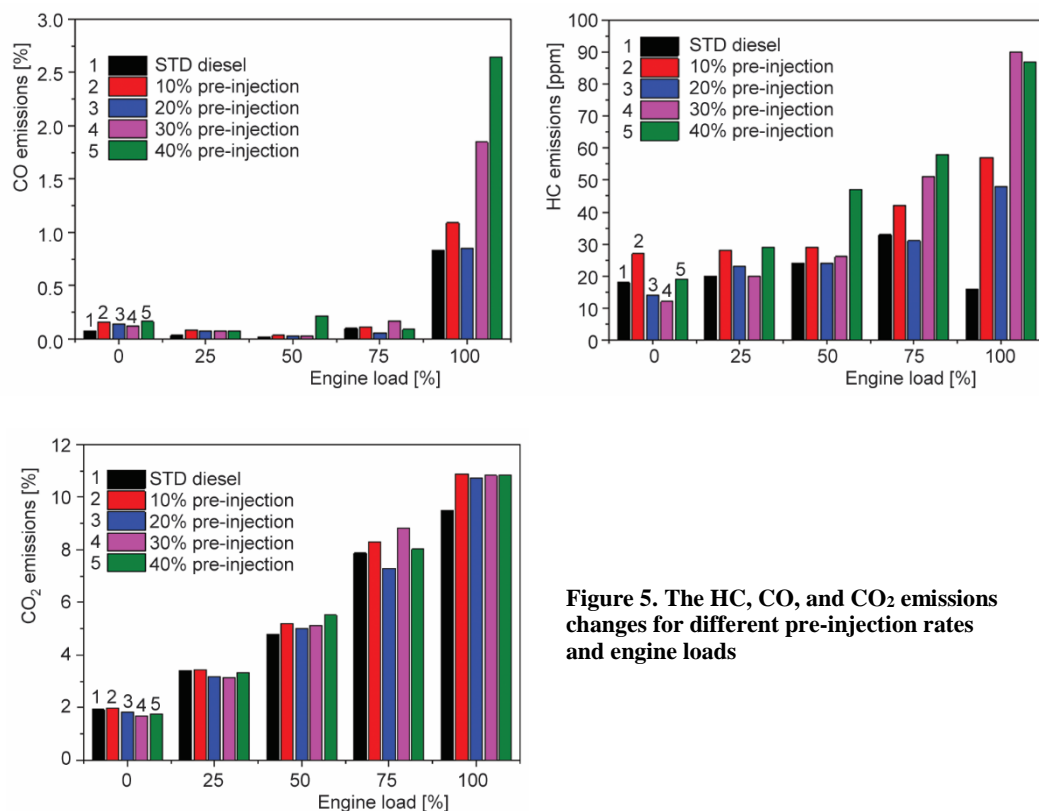 CO emissions [%]
3.0
2.5
2.0
1.5
1.0
0.5
0.0
1 STD diesel
2 10% pre-injection
3 20% pre-injection
4 30% pre-injection
5 40% pre-injection
1 2 3 4 5
0 25 50 75 100
Engine load [%]
HC emissions [ppm]
100
90
80
70
60
50
40
30
20
10
0
1 STD diesel
2 10% pre-injection
3 20% pre-injection
4 30% pre-injection
5 40% pre-injection
1 2 3 4 5
0 25 50 75 100
Engine load [%]
CO2 emissions [%]
12
10
8
6
4
2
0
1 STD diesel
2 10% pre-injection
3 20% pre-injection
4 30% pre-injection
5 40% pre-injection
1 2 3 4 5
0 25 50 75 100
Engine load [%]
Figure 5. The HC, CO, and CO2 emissions
changes for different pre-injection rates
and engine loads